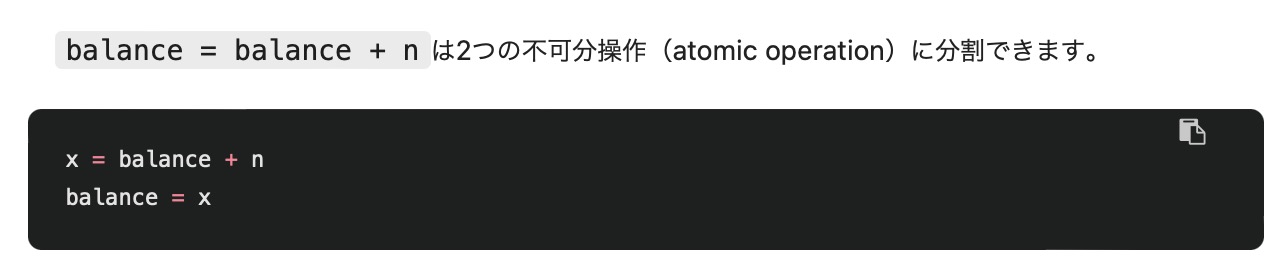 balance = balance + n は2つの不可分操作（atomic operation）に分割できます。
x = balance + n
balance = x